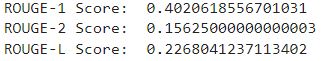 ROUGE-1 Score:  0.4020618556701031
ROUGE-2 Score:  0.15625000000000003
ROUGE-L Score:  0.2268041237113402